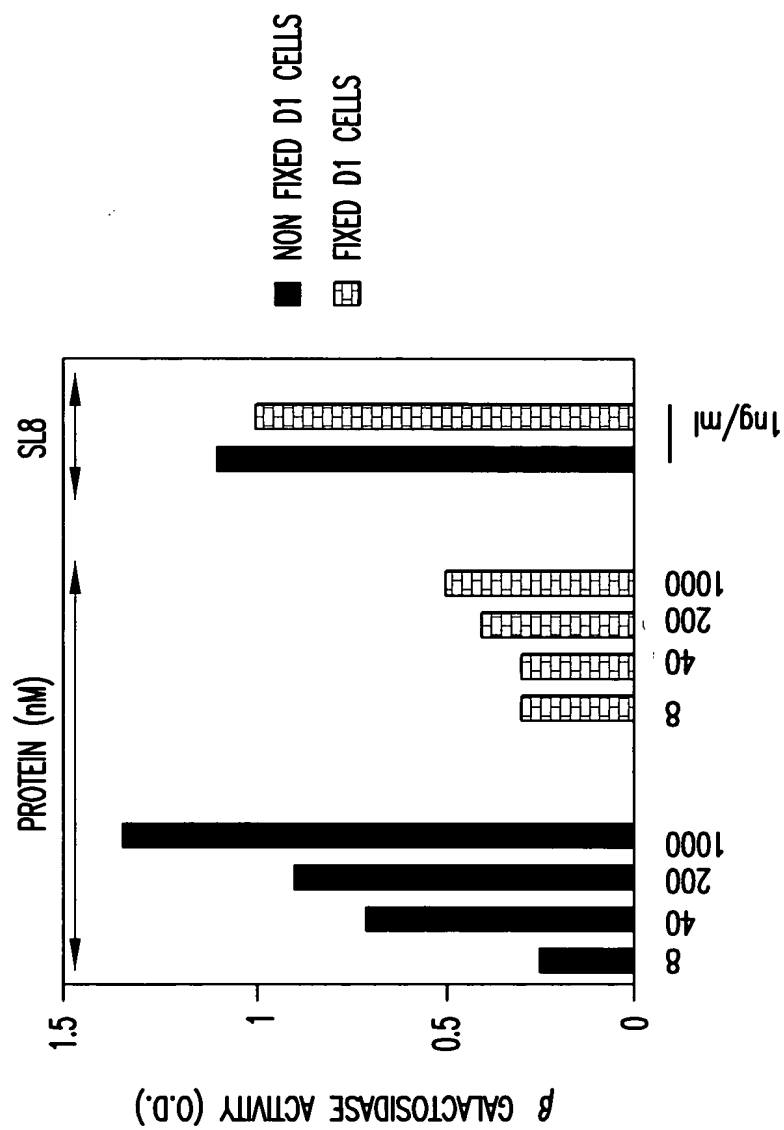 PROTEIN (nM)
SL8
1.5
1
0.5
0
β GALACTOSIDASE ACTIVITY (O.D.)
8 40 200 1000
8 40 200 1000
1ng/ml
NON FIXED D1 CELLS
FIXED D1 CELLS